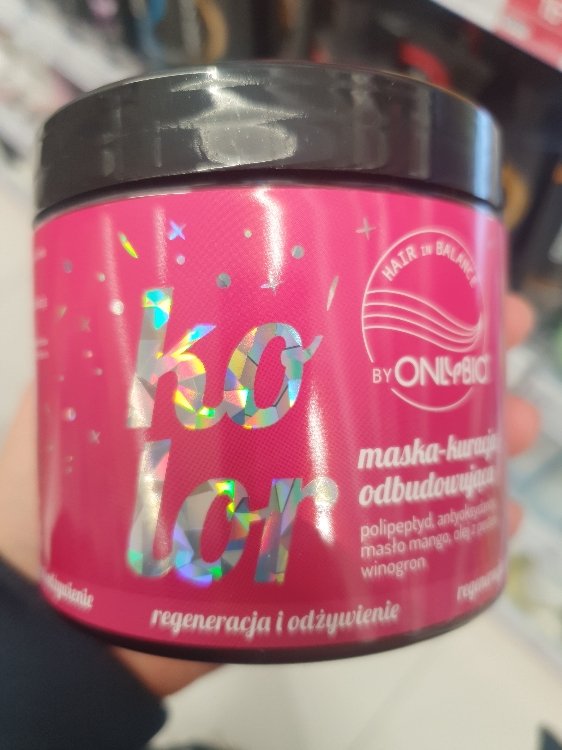 HAIR IN BALANCE
BY ONLYBIO
ko
lor
maska-kuracja
odbudowująca
polipeptyd, antyoksydanty,
masło mango, olej z pestek
winogron
regeneracja i odżywienie